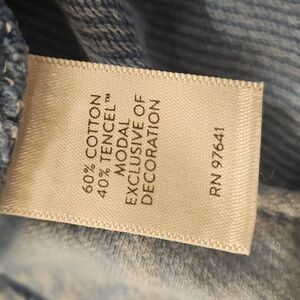 60% COTTON
40% TENCEL™
MODAL
EXCLUSIVE OF
DECORATION
RN 97641